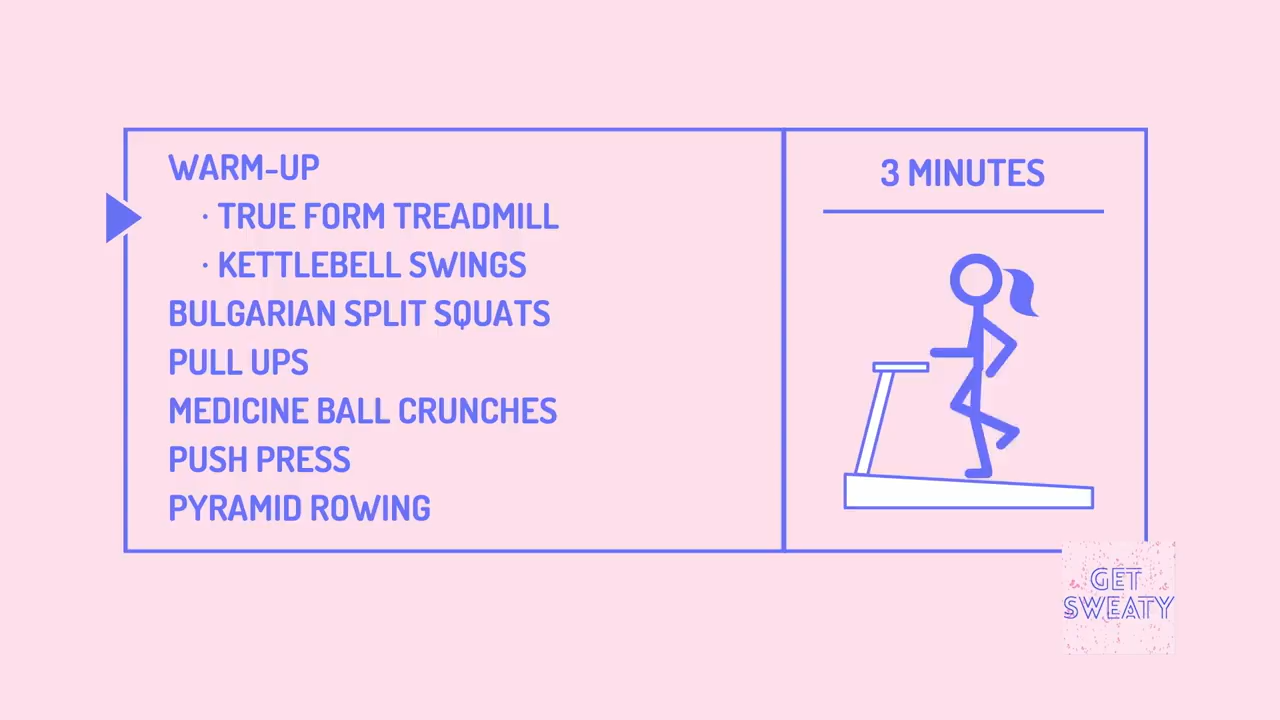 WARM-UP
· TRUE FORM TREADMILL
· KETTLEBELL SWINGS
BULGARIAN SPLIT SQUATS
PULL UPS
MEDICINE BALL CRUNCHES
PUSH PRESS
PYRAMID ROWING
3 MINUTES
GET
SWEATY